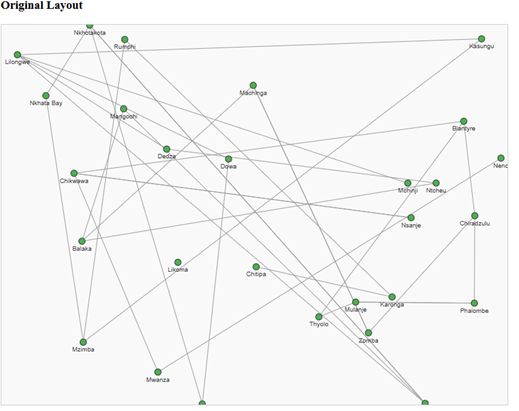 Original Layout
Nkhotakota
Rumphi
Kasungu
Lilongwe
Machinga
Nkhata Bay
Mangochi
Blantyre
Dedza
Dowa
Neno
Chikwawa
Mchinji
Ntcheu
Nsanje
Chiradzulu
Balaka
Likoma
Chitipa
Karonga
Mulanje
Phalombe
Thyolo
Zomba
Mzimba
Mwanza